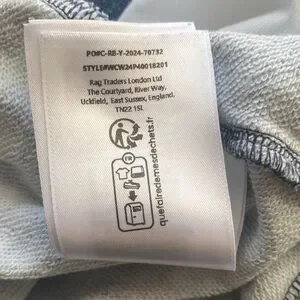 PO#C-RB-Y-2024-70732
STYLE#WCW24P40018201
Rag Traders London Ltd
The Courtyard, River Way,
Uckfield, East Sussex, England,
TN22 1SL
quefairedemesdechets.fr
FR